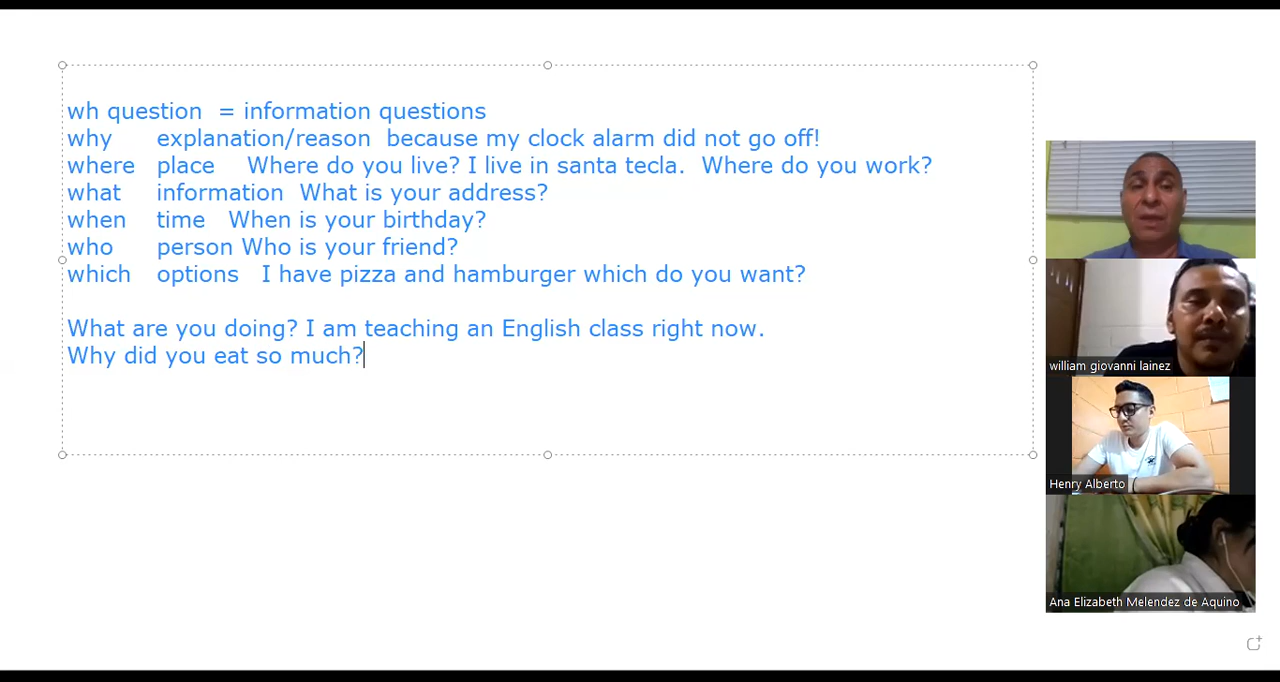 wh question = information questions
why explanation/reason because my clock alarm did not go off!
where place Where do you live? I live in santa tecla. Where do you work?
what information What is your address?
when time When is your birthday?
who person Who is your friend?
which options I have pizza and hamburger which do you want?
What are you doing? I am teaching an English class right now.
Why did you eat so much?
william giovanni lainez
Henry Alberto
Ana Elizabeth Melendez de Aquino